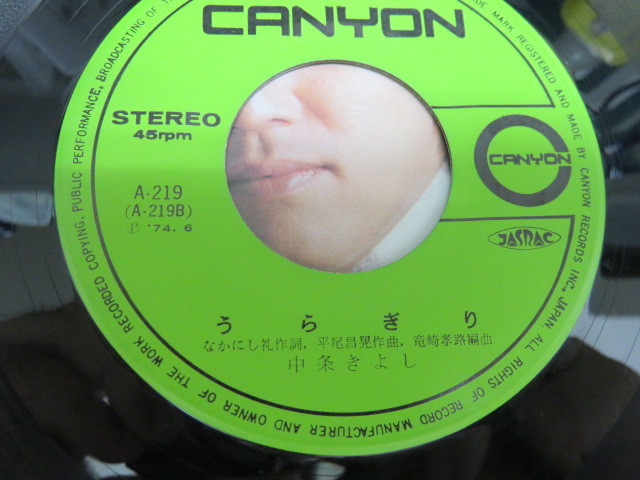 CANYON
STEREO
45rpm
A-219
(A-219B)
Ⓟ '74. 6
CANYON
JASRAC
うらぎり
なかにし礼作詞, 平尾昌晃作曲, 竜崎孝路編曲
中条きよし
MARK REGISTERED AND MADE BY CANYON RECORDS INC., JAPAN. ALL RIGHTS OF RECORD MANUFACTURER AND OWNER OF THE WORK RECORDED COPYING, PUBLIC PERFORMANCE, BROADCASTING OF